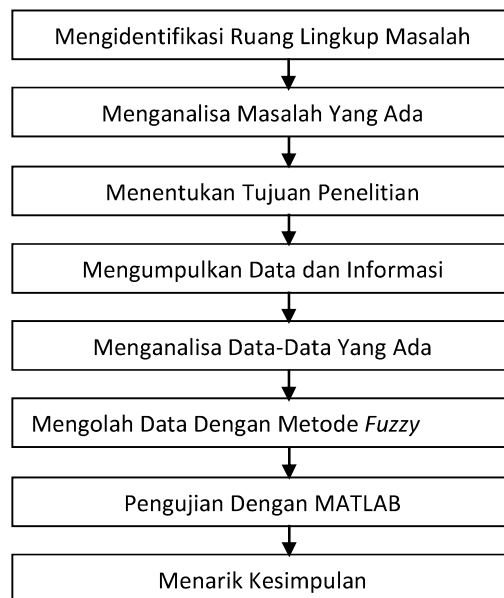 Mengidentifikasi Ruang Lingkup Masalah
Menganalisa Masalah Yang Ada
Menentukan Tujuan Penelitian
Mengumpulkan Data dan Informasi
Menganalisa Data-Data Yang Ada
Mengolah Data Dengan Metode Fuzzy
Pengujian Dengan MATLAB
Menarik Kesimpulan